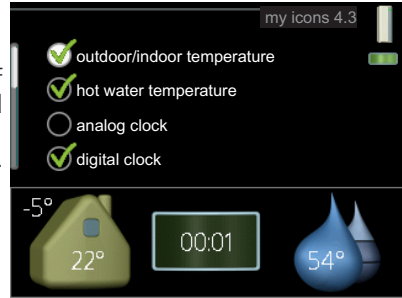 my icons 4.3
outdoor/indoor temperature
hot water temperature
analog clock
digital clock
-5°
22°
00:01
54°